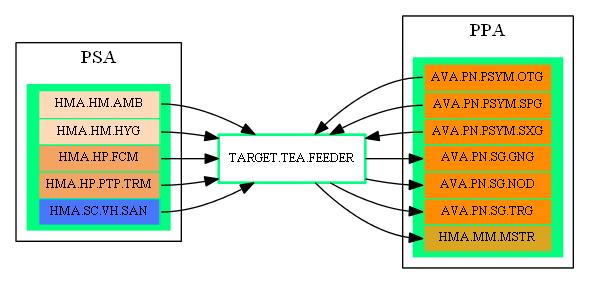 PSA
HMA.HM.AMB
HMA.HM.HYG
HMA.HP.FCM
HMA.HP.PTP.TRM
HMA.SC.VH.SAN
TARGET.TEA.FEEDER
PPA
AVA.PN.PSYM.OTG
AVA.PN.PSYM.SPG
AVA.PN.PSYM.SXG
AVA.PN.SG.GNG
AVA.PN.SG.NOD
AVA.PN.SG.TRG
HMA.MM.MSTR